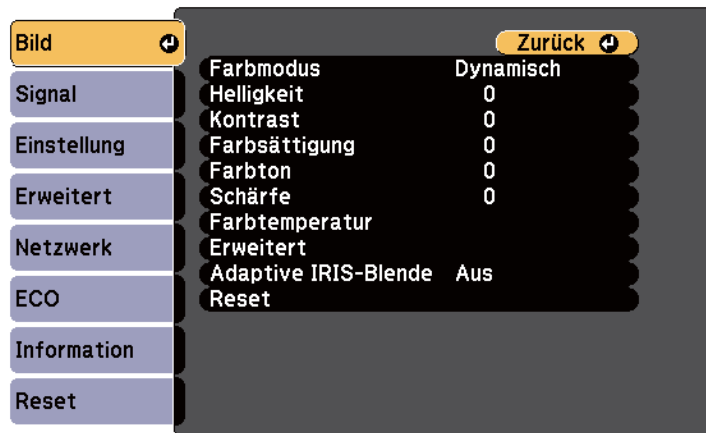 Bild
Signal
Einstellung
Erweitert
Netzwerk
ECO
Information
Reset
Zurück
Farbmodus Dynamisch
Helligkeit 0
Kontrast 0
Farbsättigung 0
Farbton 0
Schärfe 0
Farbtemperatur
Erweitert
Adaptive IRIS-Blende Aus
Reset